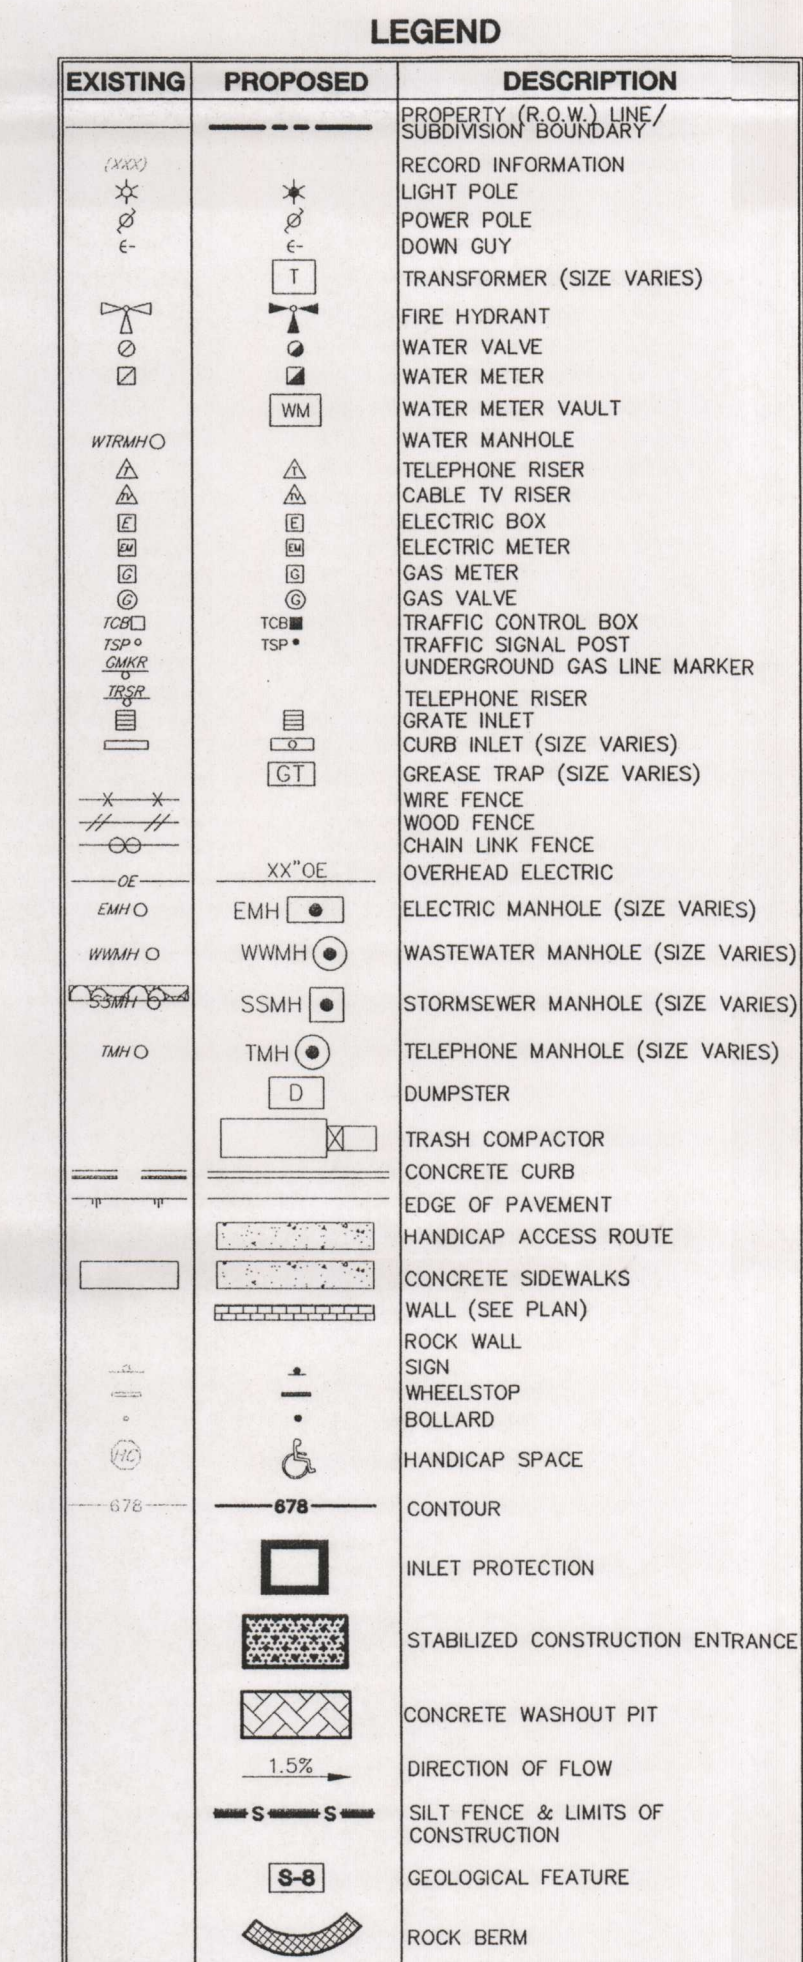 LEGEND
EXISTING PROPOSED DESCRIPTION
PROPERTY (R.O.W.) LINE/
SUBDIVISION BOUNDARY
(XXX) RECORD INFORMATION
LIGHT POLE
POWER POLE
DOWN GUY
T TRANSFORMER (SIZE VARIES)
FIRE HYDRANT
WATER VALVE
WATER METER
WM WATER METER VAULT
WTRMH WATER MANHOLE
T T TELEPHONE RISER
TV TV CABLE TV RISER
E E ELECTRIC BOX
EM EM ELECTRIC METER
G G GAS METER
G G GAS VALVE
TCB TCB TRAFFIC CONTROL BOX
TSP TSP TRAFFIC SIGNAL POST
GMKR UNDERGROUND GAS LINE MARKER
TRSR TELEPHONE RISER
GRATE INLET
CURB INLET (SIZE VARIES)
GT GREASE TRAP (SIZE VARIES)
WIRE FENCE
WOOD FENCE
CHAIN LINK FENCE
OE XX"OE OVERHEAD ELECTRIC
EMH EMH ELECTRIC MANHOLE (SIZE VARIES)
WWMH WWMH WASTEWATER MANHOLE (SIZE VARIES)
SSMH SSMH STORMSEWER MANHOLE (SIZE VARIES)
TMH TMH TELEPHONE MANHOLE (SIZE VARIES)
D DUMPSTER
TRASH COMPACTOR
CONCRETE CURB
EDGE OF PAVEMENT
HANDICAP ACCESS ROUTE
CONCRETE SIDEWALKS
WALL (SEE PLAN)
ROCK WALL
SIGN
WHEELSTOP
BOLLARD
HC HANDICAP SPACE
678 678 CONTOUR
INLET PROTECTION
STABILIZED CONSTRUCTION ENTRANCE
CONCRETE WASHOUT PIT
1.5% DIRECTION OF FLOW
S S SILT FENCE & LIMITS OF
CONSTRUCTION
S-8 GEOLOGICAL FEATURE
ROCK BERM